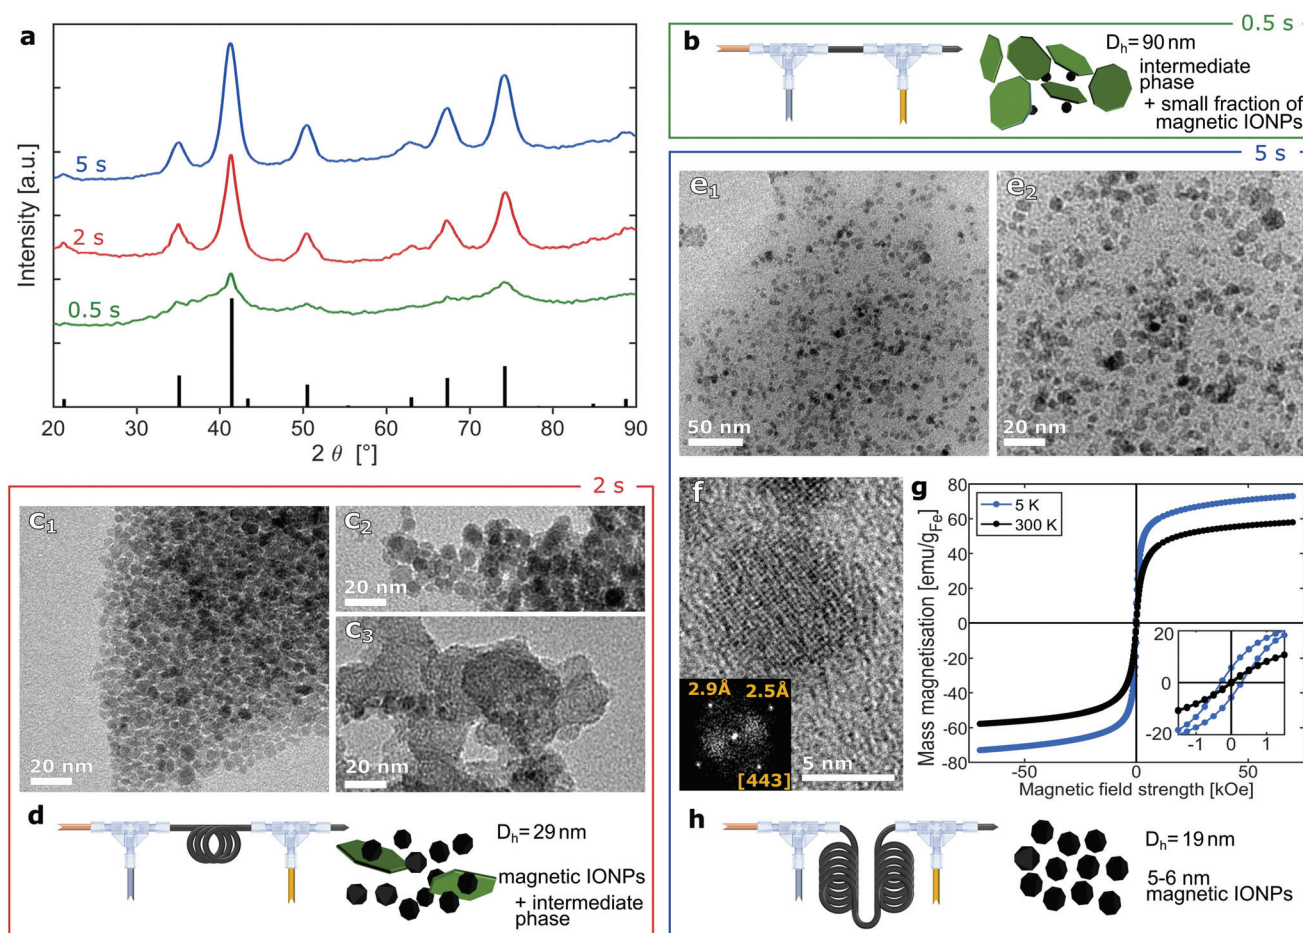 a
Intensity [a.u.]
5 s
2 s
0.5 s
20 30 40 50 60 70 80 90
2 θ [°]
0.5 s
b
Dh= 90 nm
intermediate
phase
+ small fraction of
magnetic IONPs
5 s
e1
50 nm
e2
20 nm
2 s
c1
20 nm
c2
20 nm
c3
20 nm
d
Dh= 29 nm
magnetic IONPs
+ intermediate
phase
f
2.9Å 2.5Å
[443]
5 nm
g
Mass magnetisation [emu/gFe]
80
60
40
20
0
-20
-40
-60
-80
5 K
300 K
20
0
-20
-1 0 1
-50 0 50
Magnetic field strength [kOe]
h
Dh= 19 nm
5-6 nm
magnetic IONPs